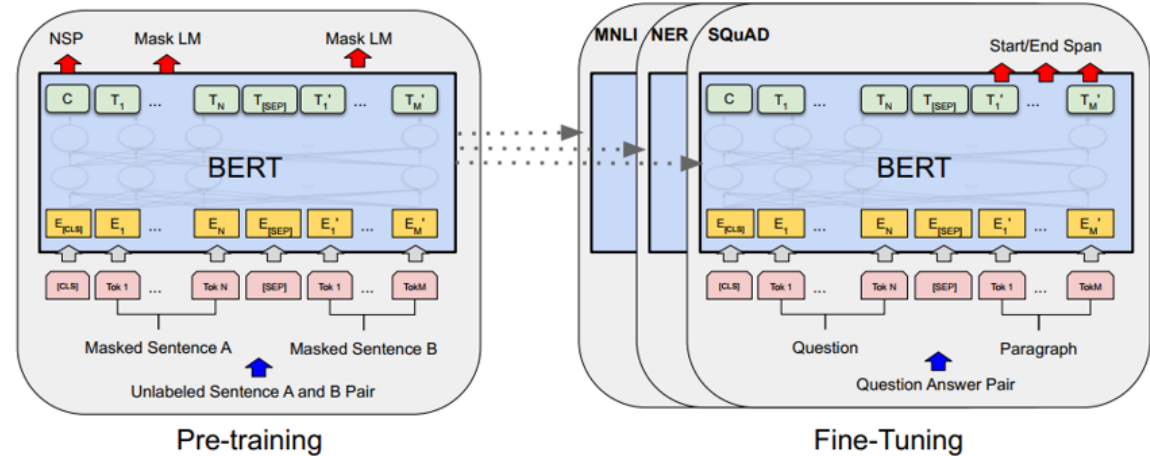 NSP Mask LM Mask LM
C T1 ... TN T[SEP] T1' ... TM'
...
BERT
...
E[CLS] E1 ... EN E[SEP] E1' ... EM'
[CLS] Tok 1 ... Tok N [SEP] Tok 1 ... TokM
Masked Sentence A Masked Sentence B
Unlabeled Sentence A and B Pair
Pre-training
MNLI NER SQuAD
Start/End Span
C T1 ... TN T[SEP] T1' ... TM'
...
BERT
...
E[CLS] E1 ... EN E[SEP] E1' ... EM'
[CLS] Tok 1 ... Tok N [SEP] Tok 1 ... TokM
Question Paragraph
Question Answer Pair
Fine-Tuning